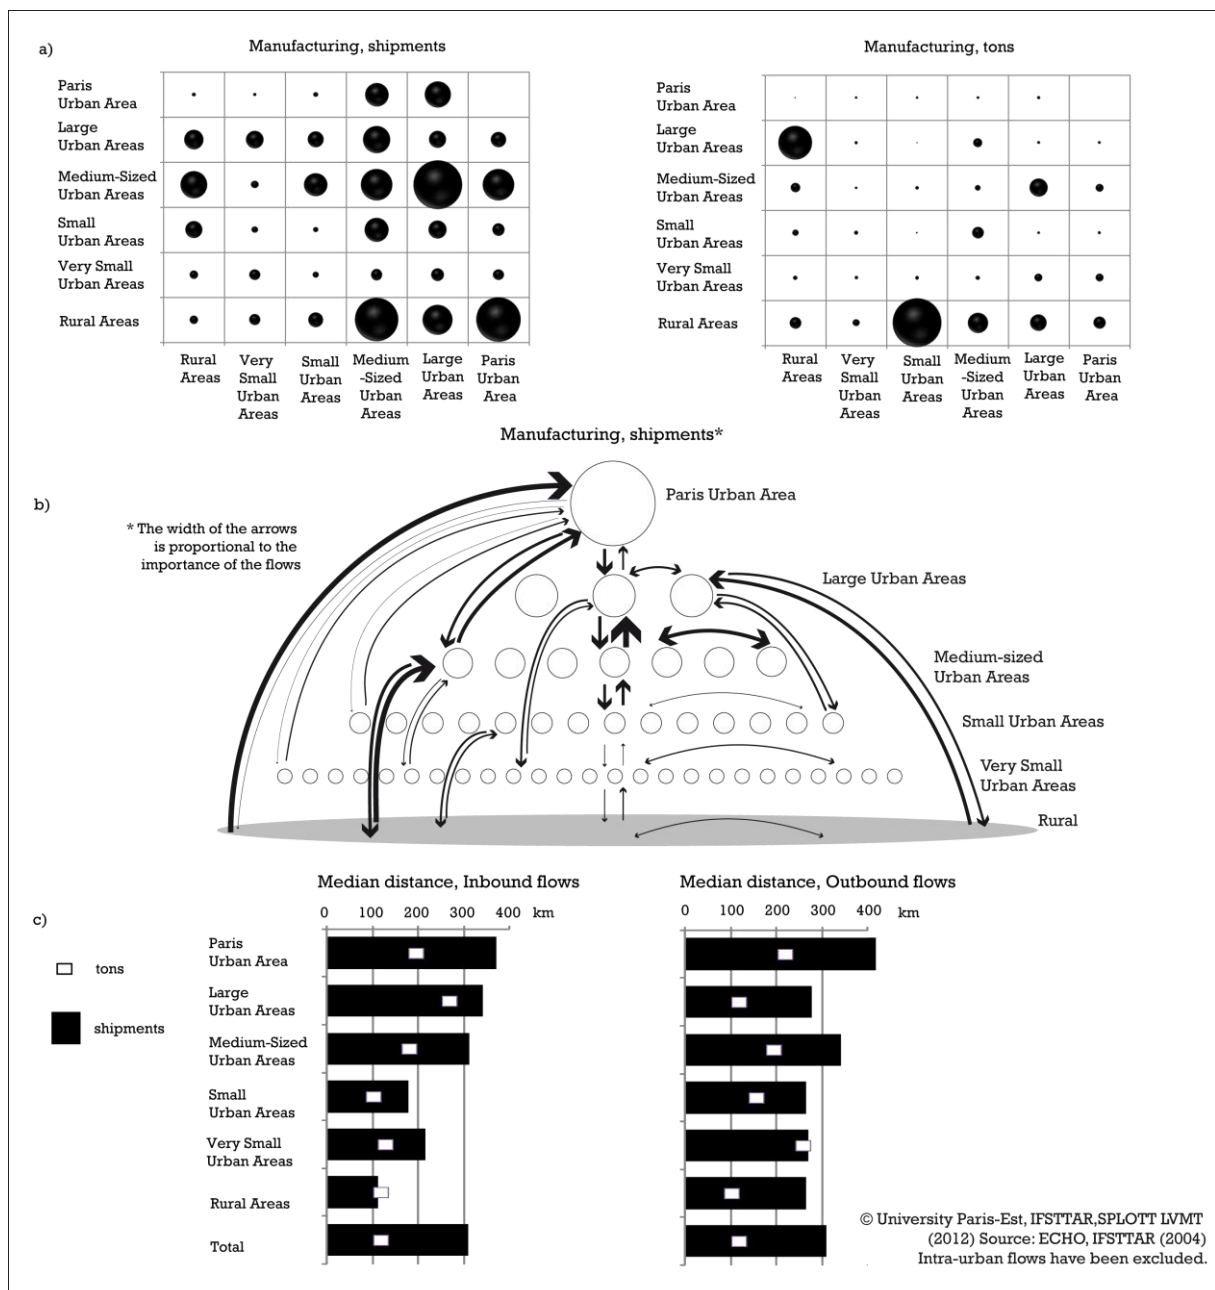 a)
Manufacturing, shipments
Paris
Urban Area
Large
Urban Areas
Medium-Sized
Urban Areas
Small
Urban Areas
Very Small
Urban Areas
Rural Areas
Rural
Areas
Very
Small
Urban
Areas
Small
Urban
Areas
Medium
-Sized
Urban
Areas
Large
Urban
Areas
Paris
Urban
Area
Manufacturing, tons
Paris
Urban Area
Large
Urban Areas
Medium-Sized
Urban Areas
Small
Urban Areas
Very Small
Urban Areas
Rural Areas
Rural
Areas
Very
Small
Urban
Areas
Small
Urban
Areas
Medium
-Sized
Urban
Areas
Large
Urban
Areas
Paris
Urban
Area
Manufacturing, shipments*
b)
Paris Urban Area
* The width of the arrows
is proportional to the
importance of the flows
Large Urban Areas
Medium-sized
Urban Areas
Small Urban Areas
Very Small
Urban Areas
Rural
c)
tons
shipments
Median distance, Inbound flows
0 100 200 300 400 km
Paris
Urban Area
Large
Urban Areas
Medium-Sized
Urban Areas
Small
Urban Areas
Very Small
Urban Areas
Rural Areas
Total
Median distance, Outbound flows
0 100 200 300 400 km
© University Paris-Est, IFSTTAR,SPLOTT LVMT
(2012) Source: ECHO, IFSTTAR (2004)
Intra-urban flows have been excluded.